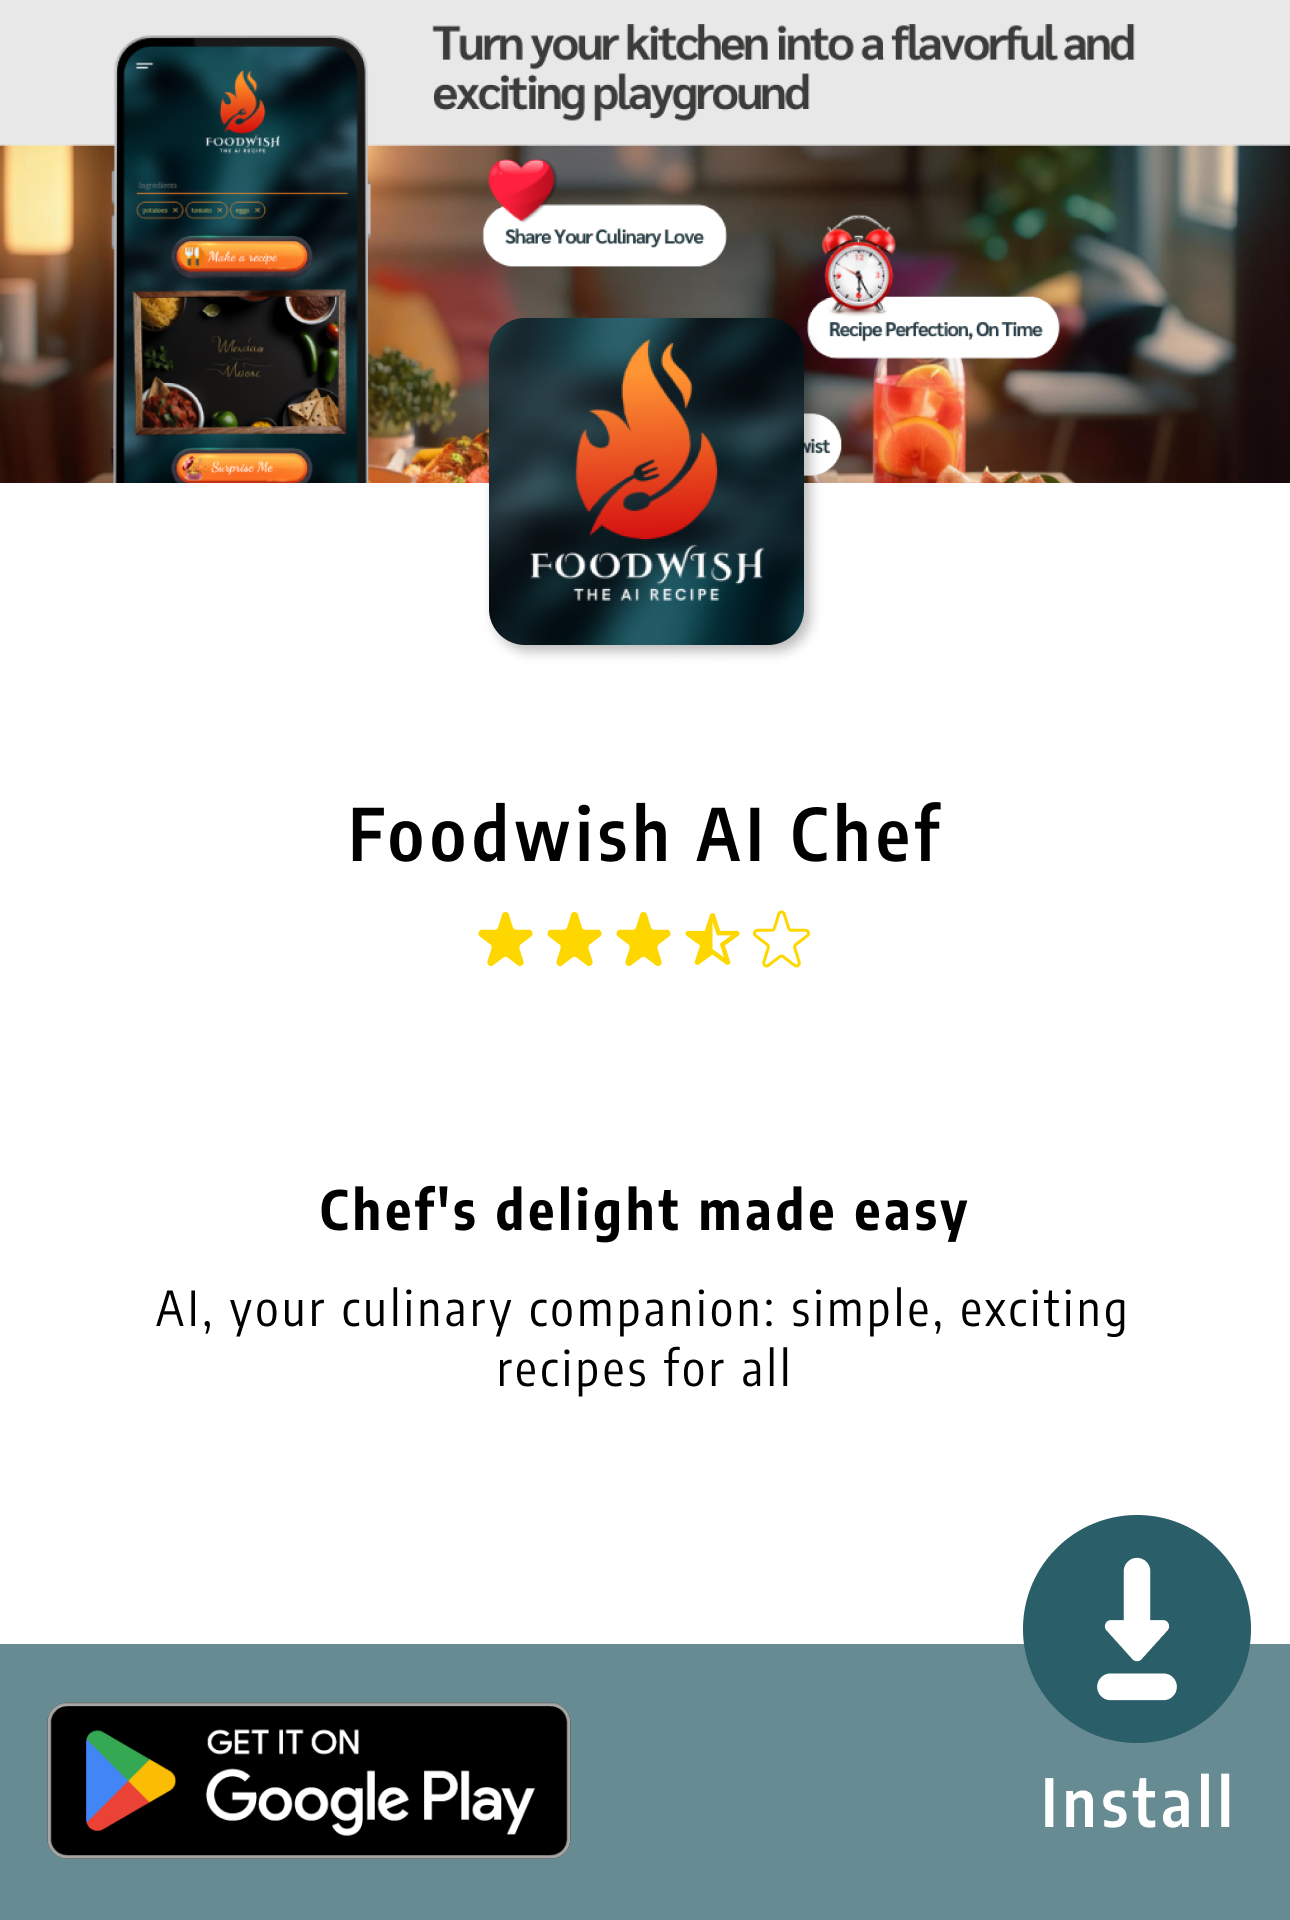 Turn your kitchen into a flavorful and
exciting playground
FOODWISH
THE AI RECIPE
Ingredients
potatoes ×
tomato ×
eggs ×
Make a recipe
Mexican
Surprise Me
Share Your Culinary Love
Recipe Perfection, On Time
FOODWISH
THE AI RECIPE
Foodwish AI Chef
Chef's delight made easy
AI, your culinary companion: simple, exciting
recipes for all
GET IT ON
Google Play
Install